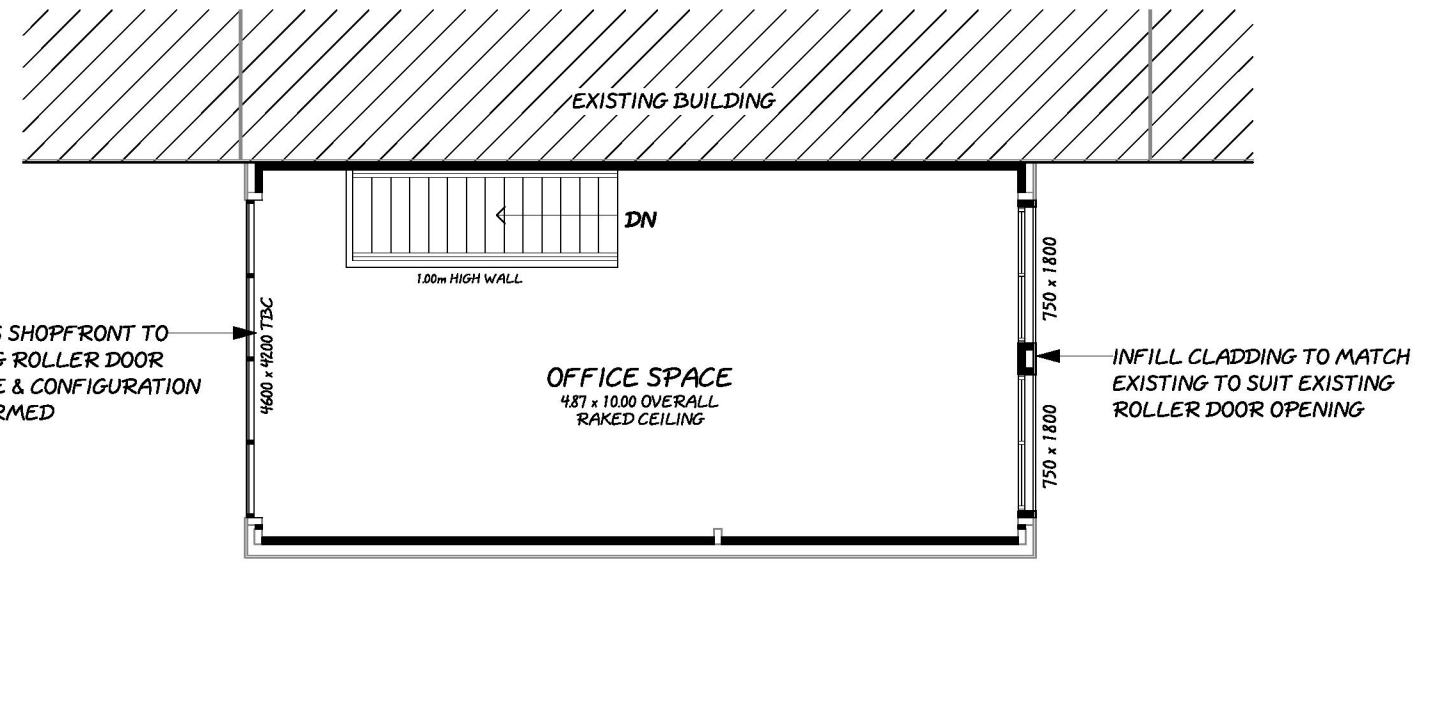 EXISTING BUILDING
DN
1.00m HIGH WALL
SHOPFRONT TO
ROLLER DOOR
& CONFIGURATION
4600 x 4200 TBC
OFFICE SPACE
4.87 x 10.00 OVERALL
RAKED CEILING
750 x 1800
750 x 1800
INFILL CLADDING TO MATCH
EXISTING TO SUIT EXISTING
ROLLER DOOR OPENING